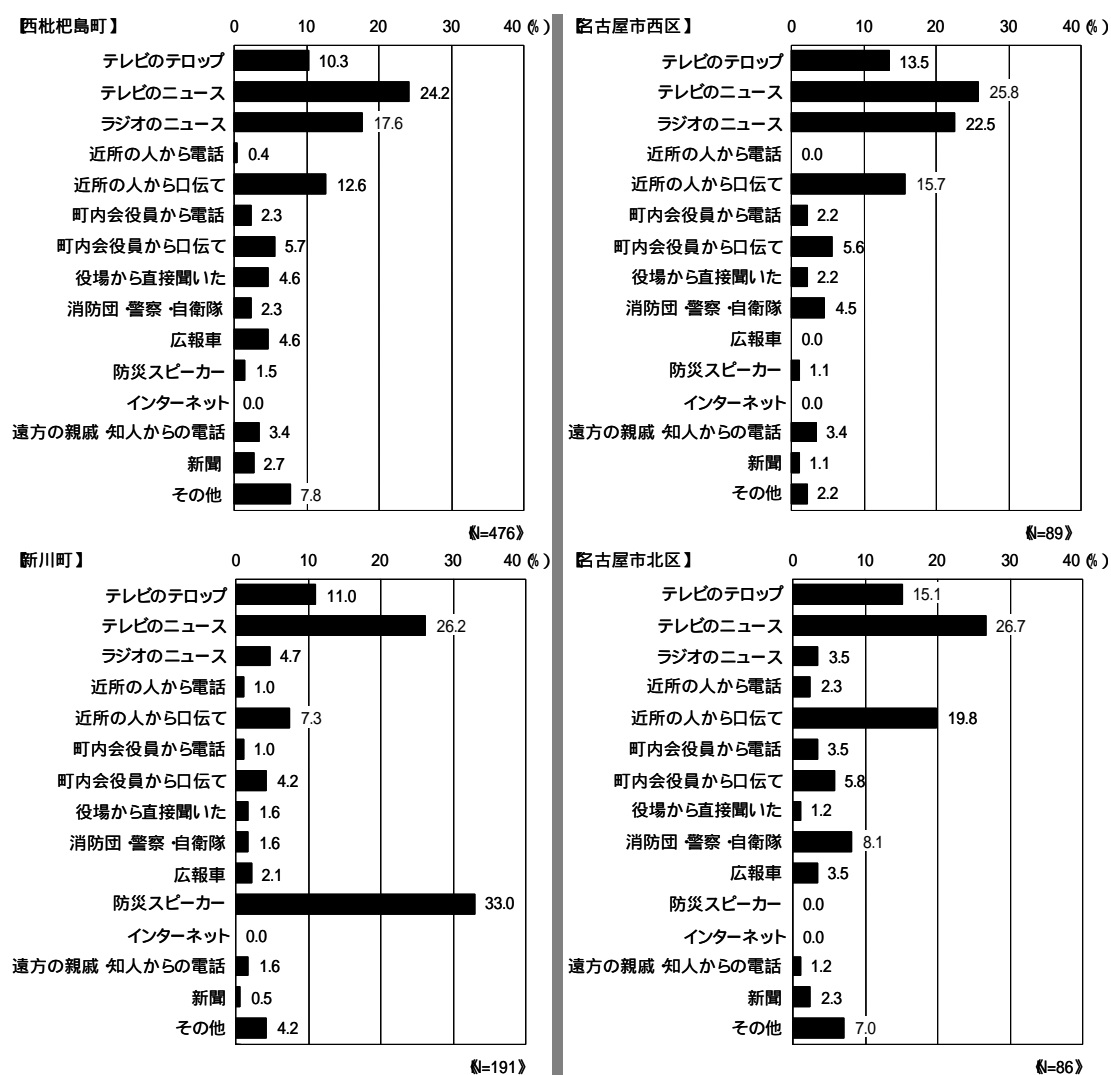 【西枇杷島町】
0 10 20 30 40 (%)
テレビのテロップ 10.3
テレビのニュース 24.2
ラジオのニュース 17.6
近所の人から電話 0.4
近所の人から口伝て 12.6
町内会役員から電話 2.3
町内会役員から口伝て 5.7
役場から直接聞いた 4.6
消防団・警察・自衛隊 2.3
広報車 4.6
防災スピーカー 1.5
インターネット 0.0
遠方の親戚・知人からの電話 3.4
新聞 2.7
その他 7.8
《N=476》
【名古屋市西区】
0 10 20 30 40 (%)
テレビのテロップ 13.5
テレビのニュース 25.8
ラジオのニュース 22.5
近所の人から電話 0.0
近所の人から口伝て 15.7
町内会役員から電話 2.2
町内会役員から口伝て 5.6
役場から直接聞いた 2.2
消防団・警察・自衛隊 4.5
広報車 0.0
防災スピーカー 1.1
インターネット 0.0
遠方の親戚・知人からの電話 3.4
新聞 1.1
その他 2.2
《N=89》
【新川町】
0 10 20 30 40 (%)
テレビのテロップ 11.0
テレビのニュース 26.2
ラジオのニュース 4.7
近所の人から電話 1.0
近所の人から口伝て 7.3
町内会役員から電話 1.0
町内会役員から口伝て 4.2
役場から直接聞いた 1.6
消防団・警察・自衛隊 1.6
広報車 2.1
防災スピーカー 33.0
インターネット 0.0
遠方の親戚・知人からの電話 1.6
新聞 0.5
その他 4.2
《N=191》
【名古屋市北区】
0 10 20 30 40 (%)
テレビのテロップ 15.1
テレビのニュース 26.7
ラジオのニュース 3.5
近所の人から電話 2.3
近所の人から口伝て 19.8
町内会役員から電話 3.5
町内会役員から口伝て 5.8
役場から直接聞いた 1.2
消防団・警察・自衛隊 8.1
広報車 3.5
防災スピーカー 0.0
インターネット 0.0
遠方の親戚・知人からの電話 1.2
新聞 2.3
その他 7.0
《N=86》